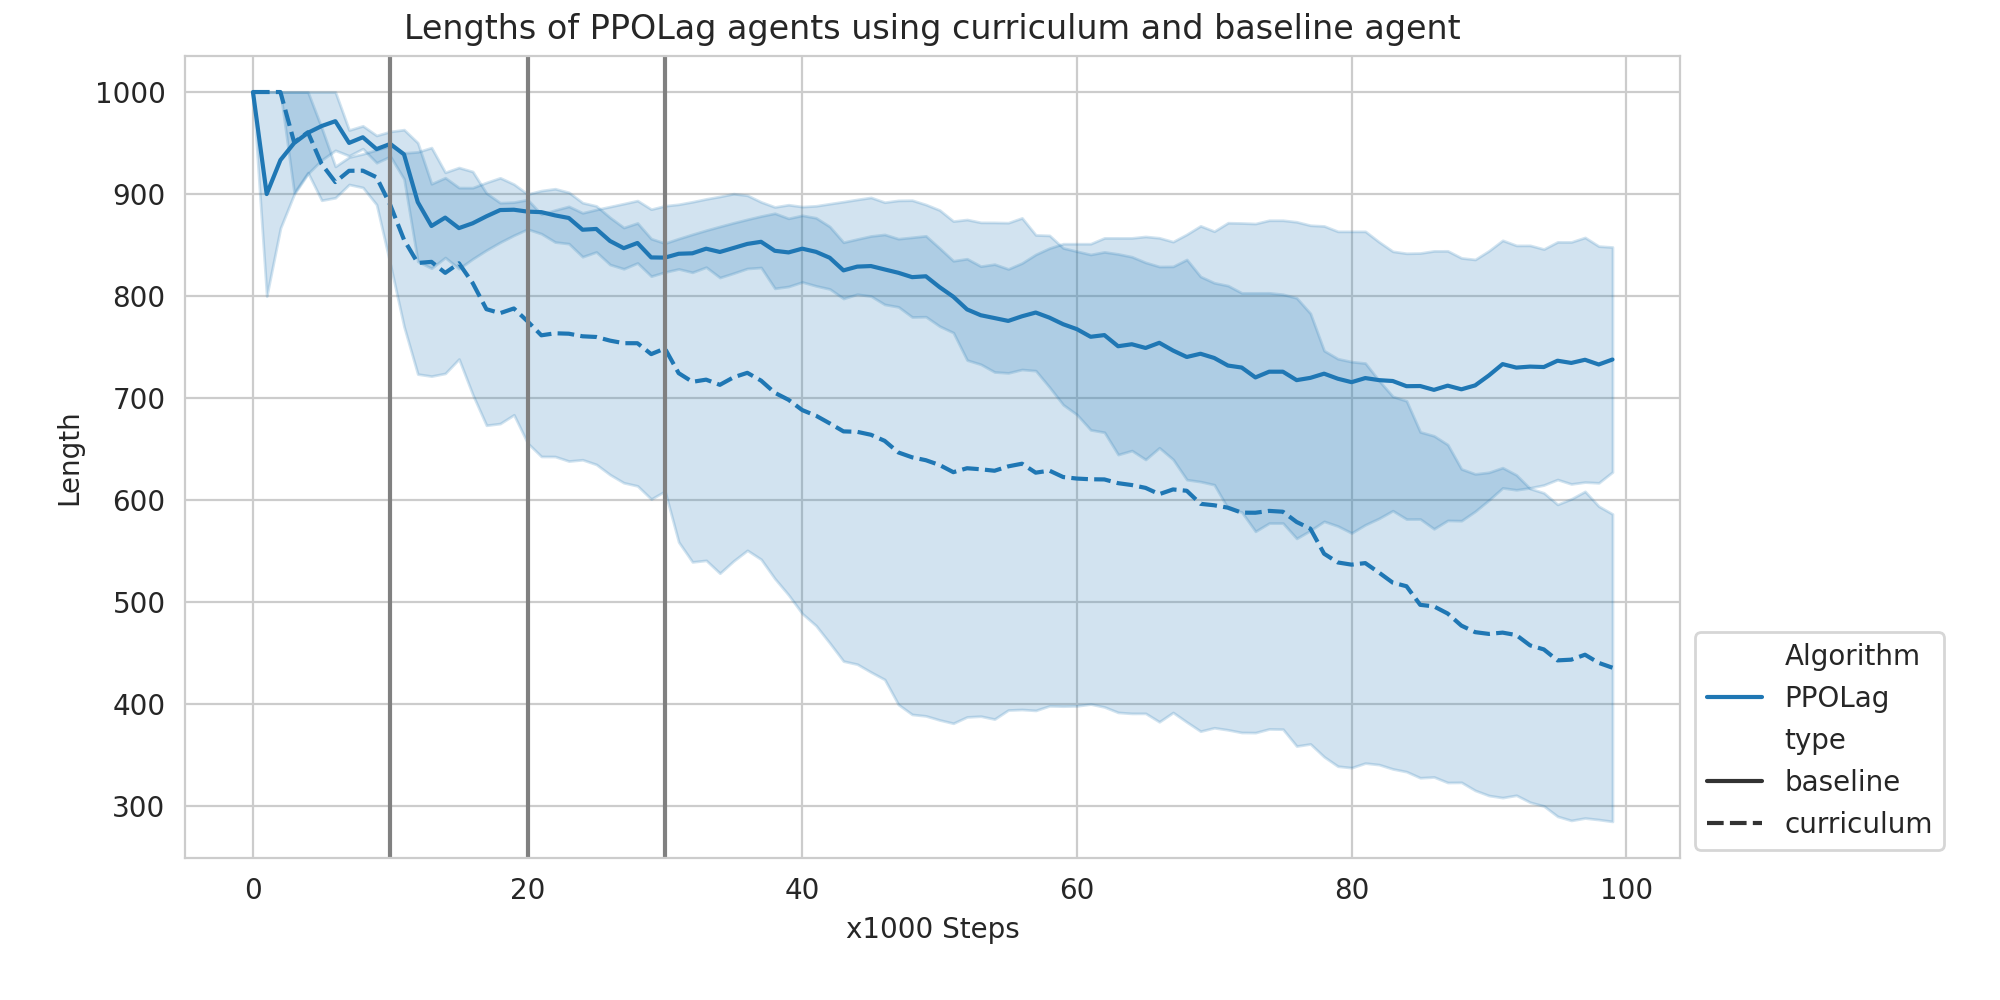 Lengths of PPOLag agents using curriculum and baseline agent
1000
900
800
700
600
500
400
300
Length
0 20 40 60 80 100
x1000 Steps
Algorithm
PPOLag
type
baseline
curriculum